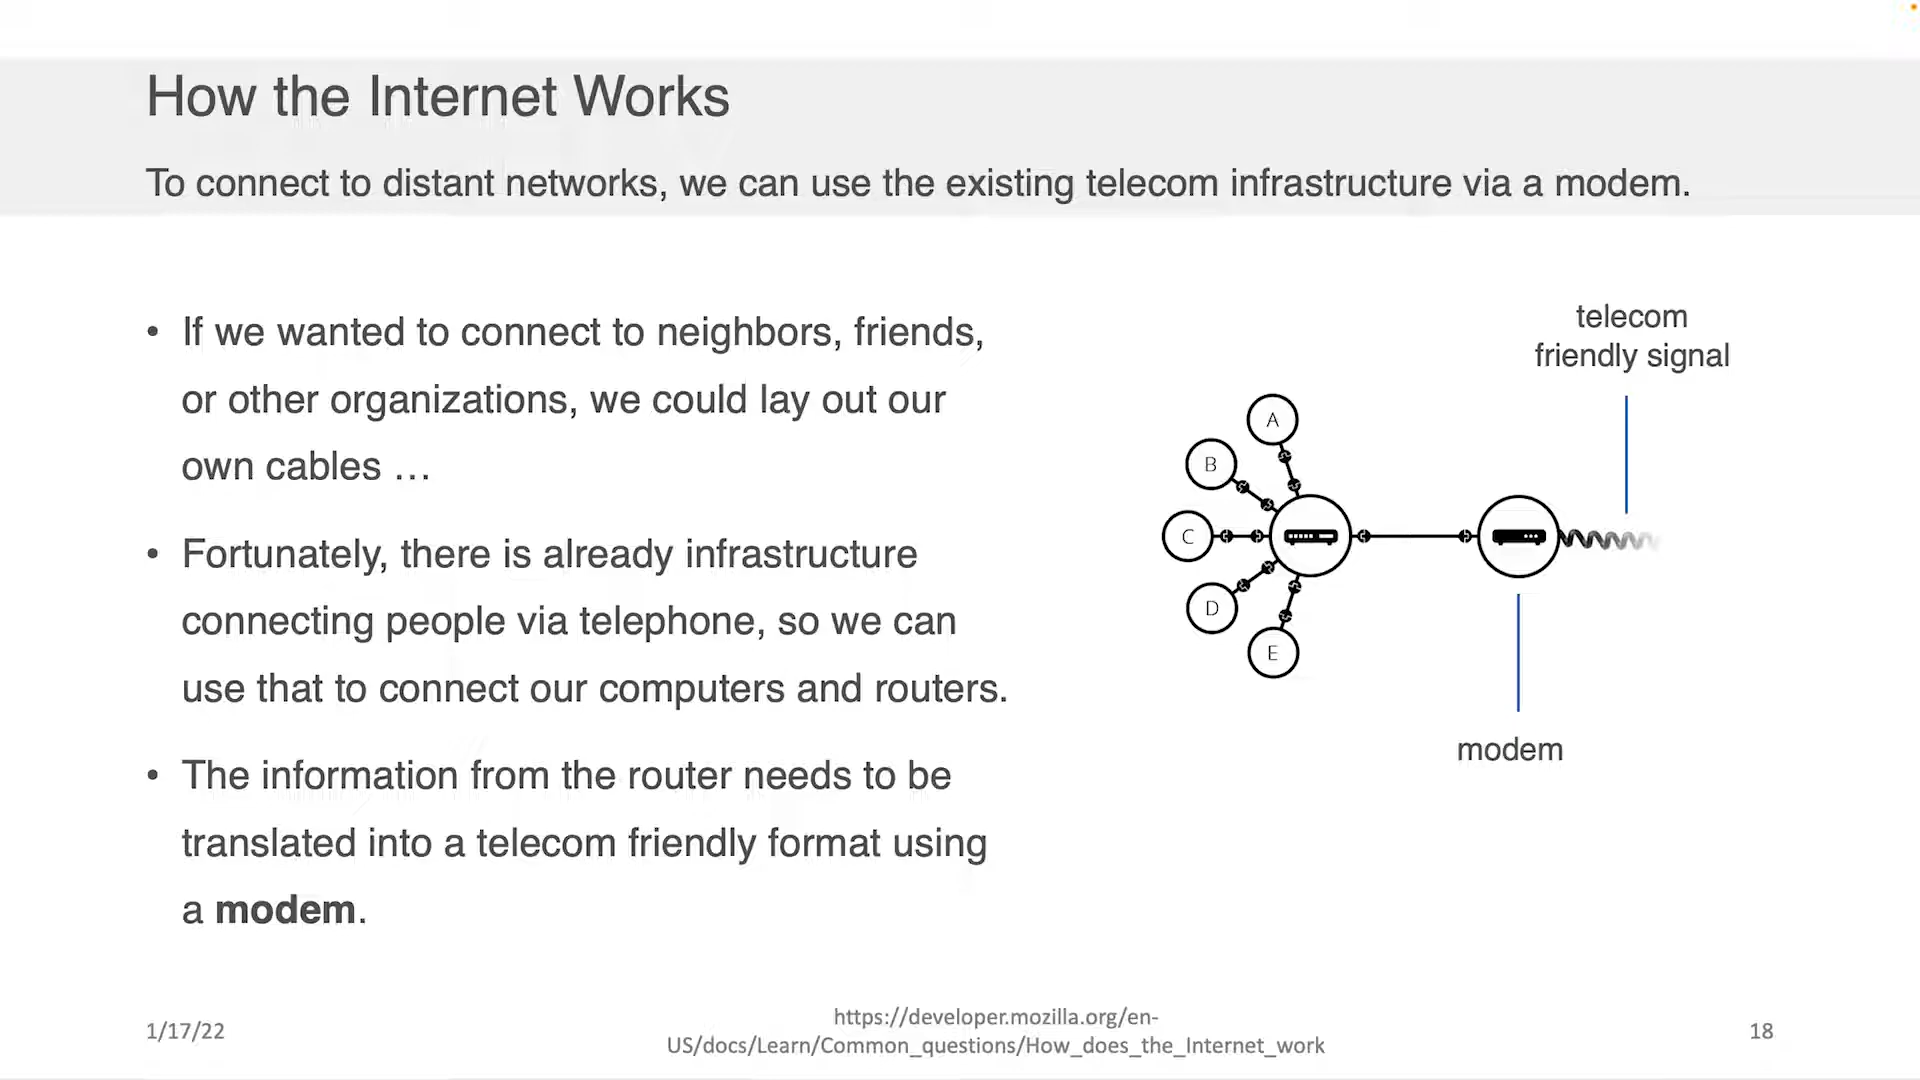 How the Internet Works
To connect to distant networks, we can use the existing telecom infrastructure via a modem.
• If we wanted to connect to neighbors, friends,
or other organizations, we could lay out our
own cables …
• Fortunately, there is already infrastructure
connecting people via telephone, so we can
use that to connect our computers and routers.
• The information from the router needs to be
translated into a telecom friendly format using
a modem.
telecom
friendly signal
A
B
C
D
E
modem
1/17/22
https://developer.mozilla.org/en-
US/docs/Learn/Common_questions/How_does_the_Internet_work
18